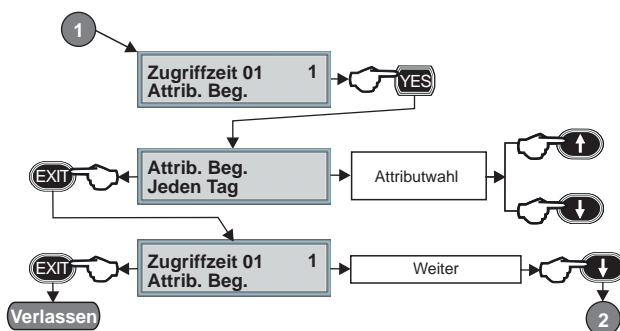 1
Zugriffzeit 01 1
Attrib. Beg.
YES
EXIT
Attrib. Beg.
Jeden Tag
Attributwahl
EXIT
Zugriffzeit 01 1
Attrib. Beg.
Weiter
Verlassen
2